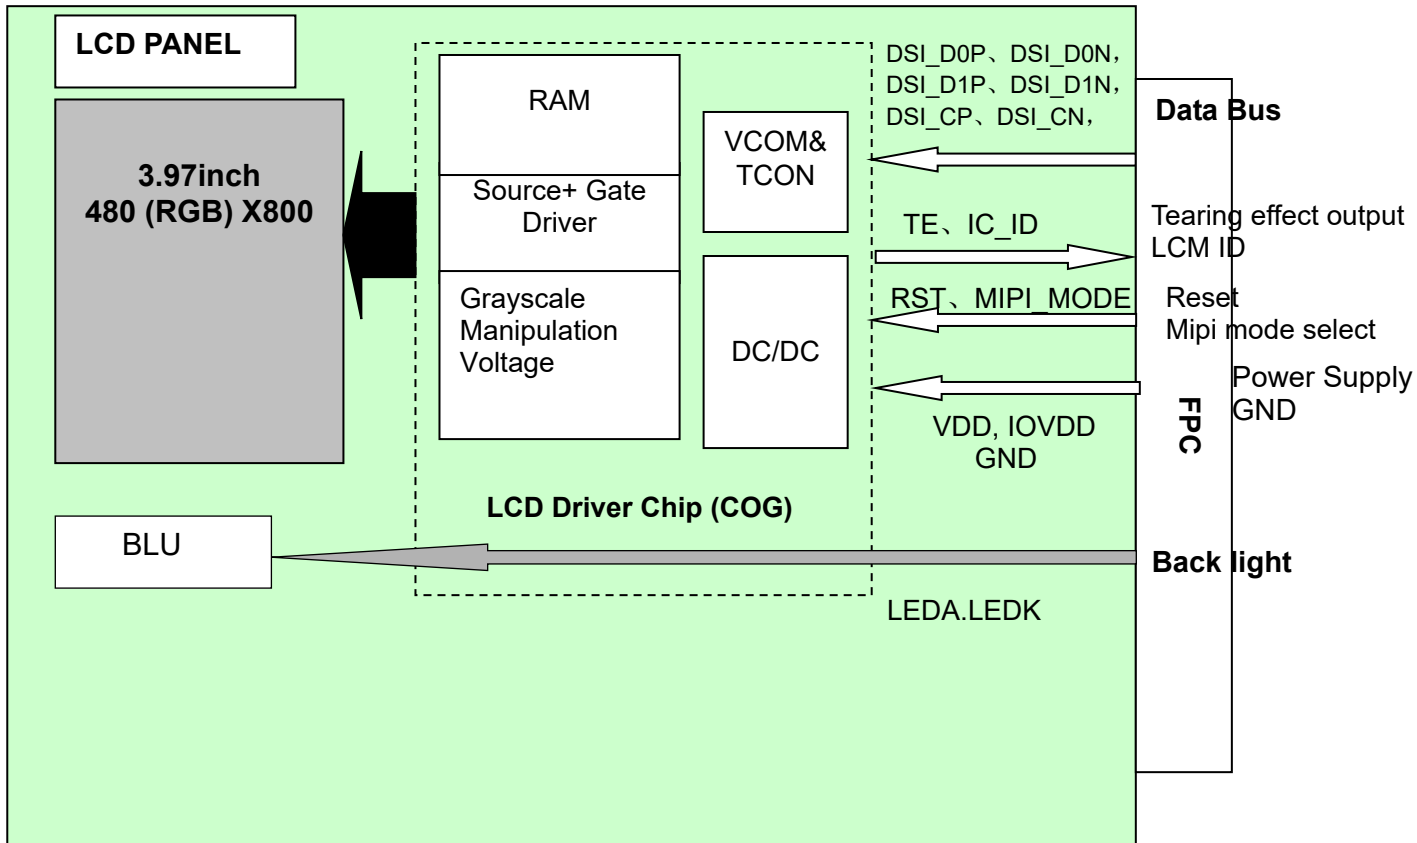 LCD PANEL
3.97inch
480 (RGB) X800
RAM
Source+ Gate
Driver
Grayscale
Manipulation
Voltage
VCOM&
TCON
DC/DC
LCD Driver Chip (COG)
BLU
DSI_D0P、DSI_D0N，
DSI_D1P、DSI_D1N，
DSI_CP、DSI_CN，
TE、IC_ID
RST、MIPI_MODE
VDD, IOVDD
GND
LEDA.LEDK
Data Bus
Tearing effect output
LCM ID
Reset
Mipi mode select
Power Supply
GND
FPC
Back light